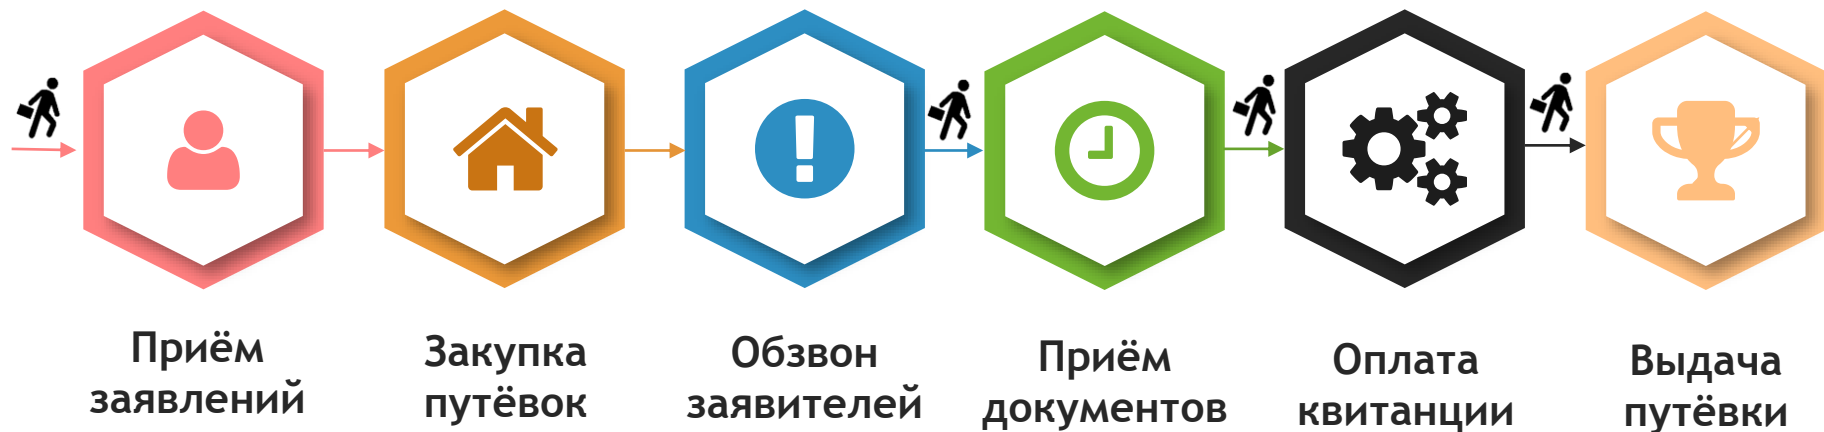 Приём
заявлений
Закупка
путёвок
Обзвон
заявителей
Приём
документов
Оплата
квитанции
Выдача
путёвки